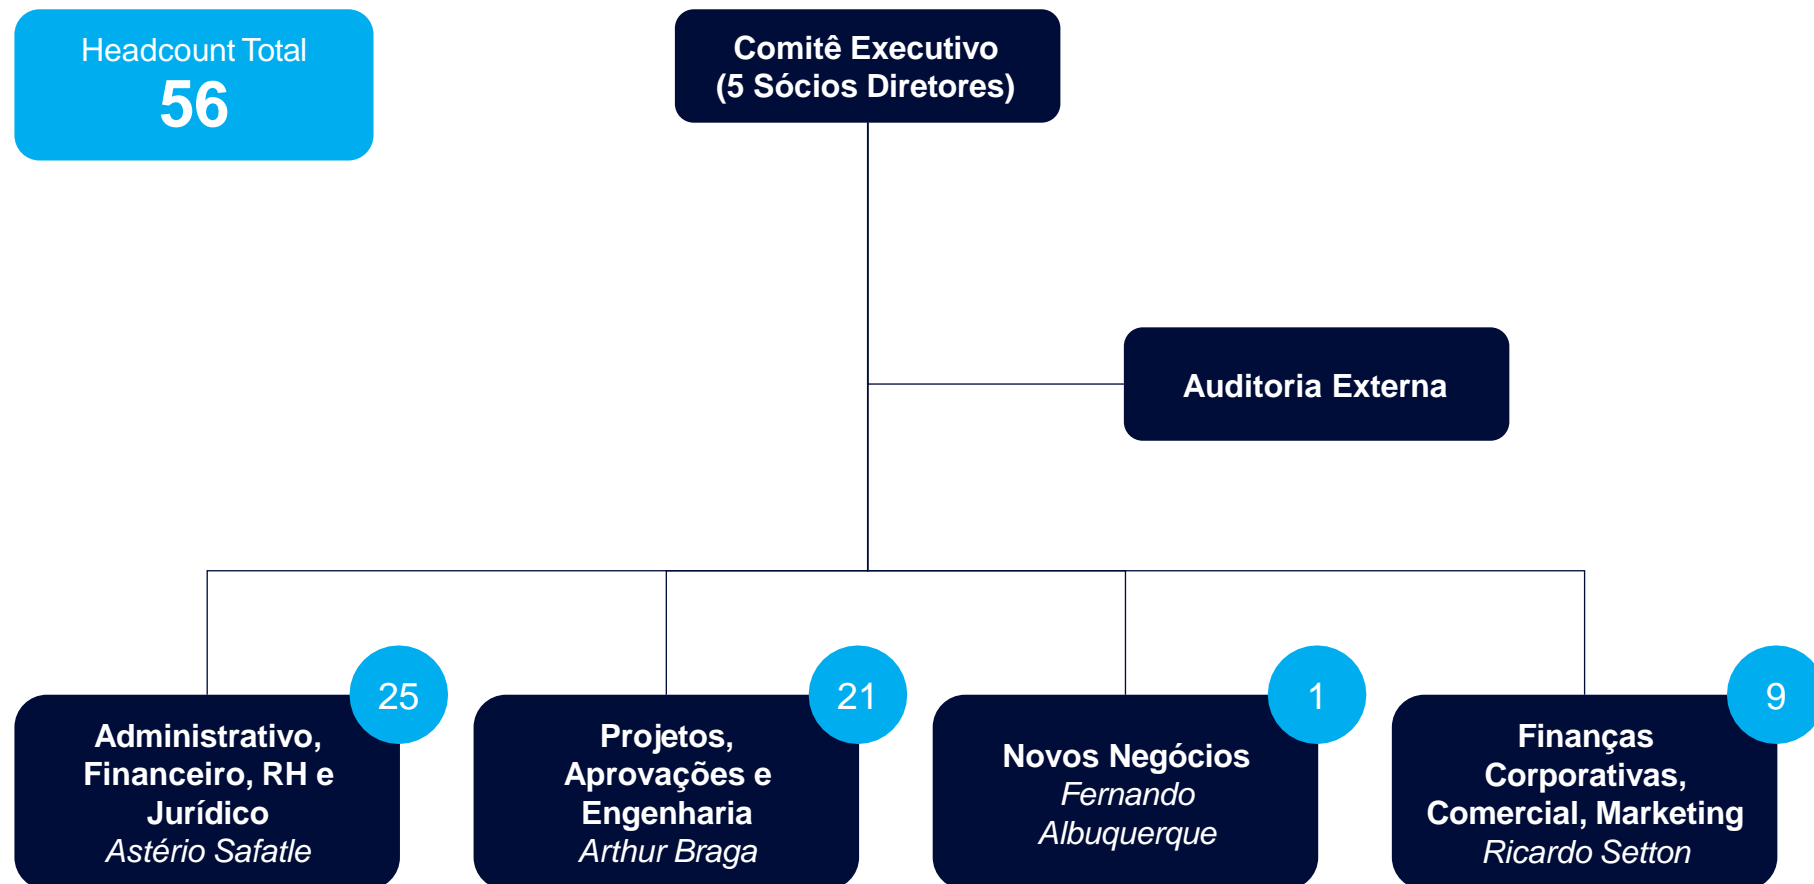 Headcount Total
56
Comitê Executivo
(5 Sócios Diretores)
Auditoria Externa
25
Administrativo,
Financeiro, RH e
Jurídico
Astério Safatle
21
Projetos,
Aprovações e
Engenharia
Arthur Braga
1
Novos Negócios
Fernando
Albuquerque
9
Finanças
Corporativas,
Comercial, Marketing
Ricardo Setton